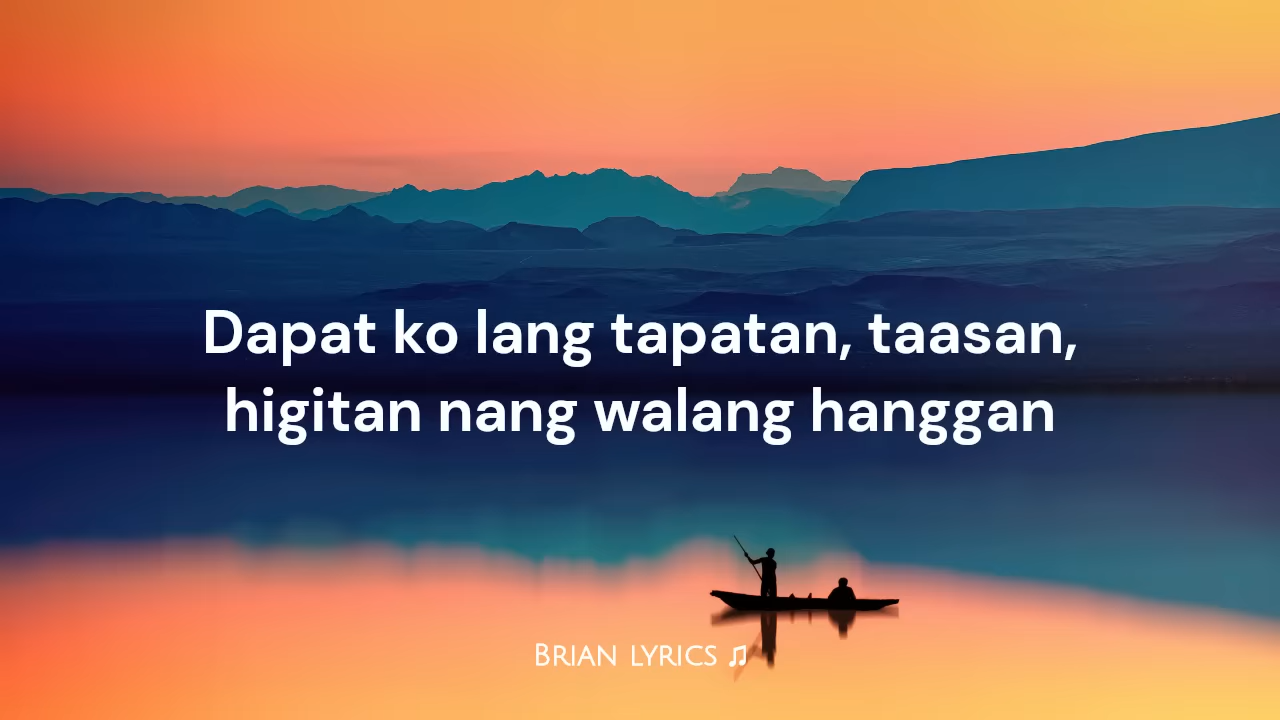 Dapat ko lang tapatan, taasan,
higitan nang walang hanggan
Brian lyrics ♫